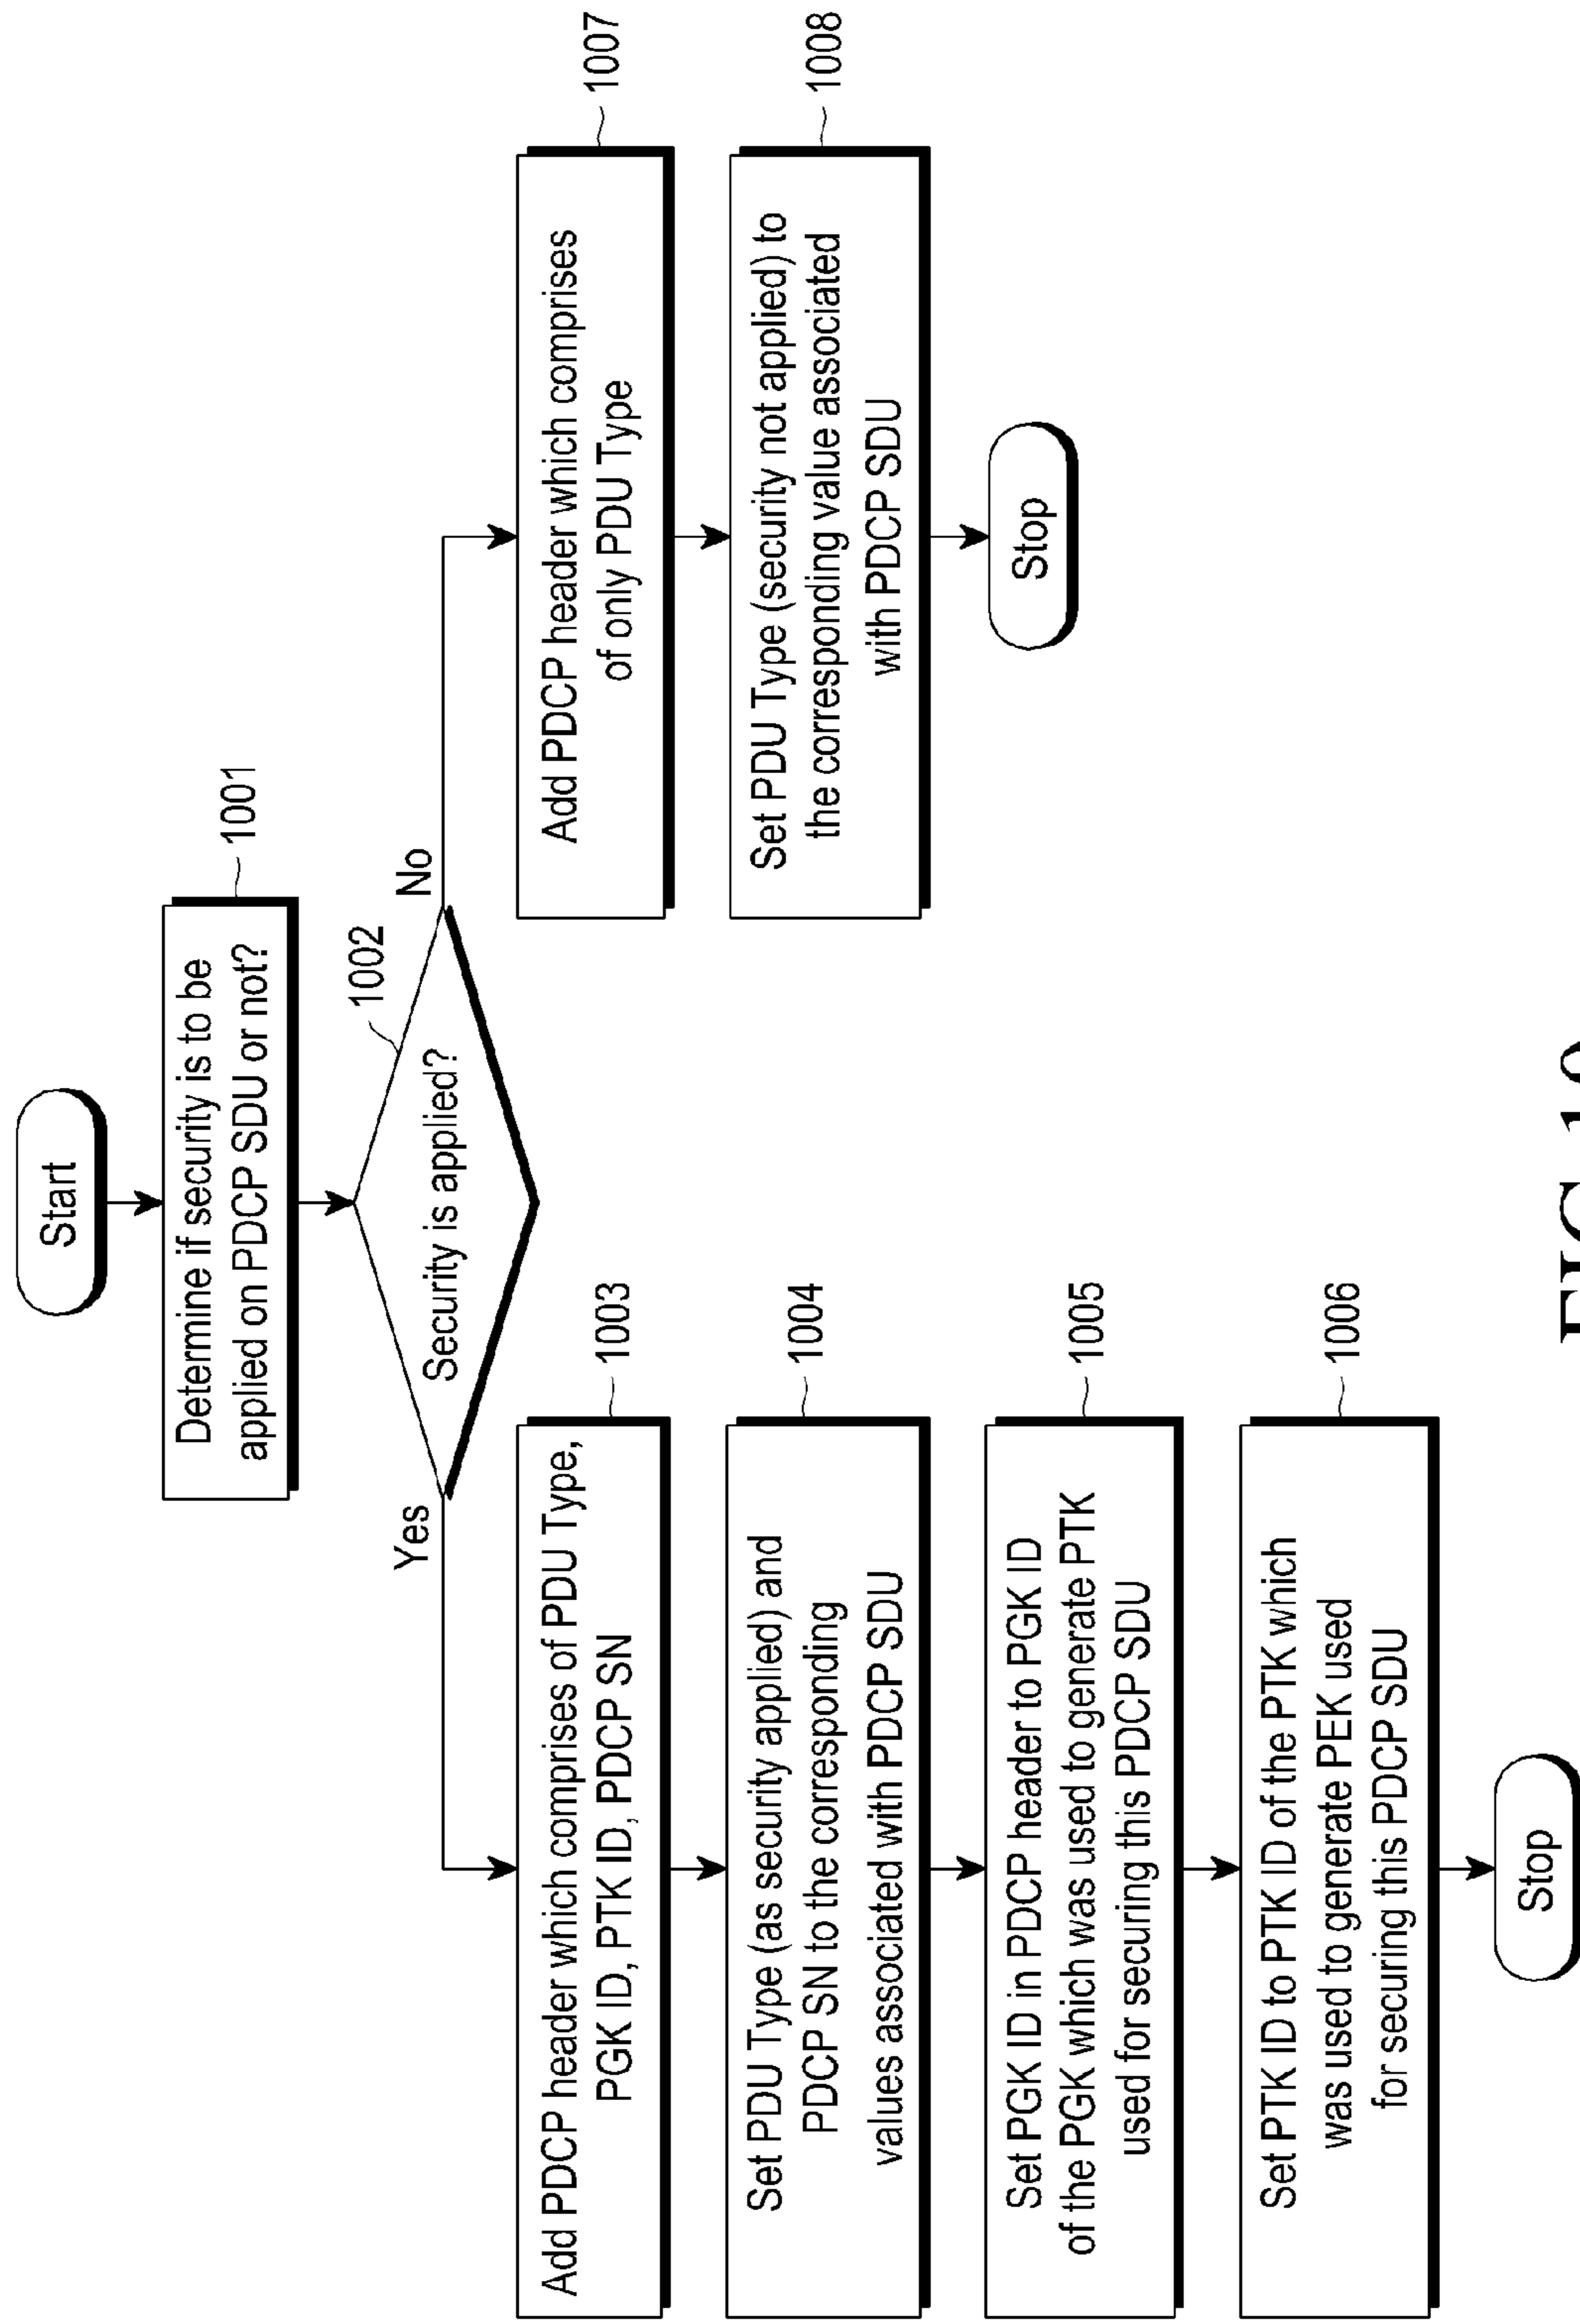 Start
Determine if security is to be
applied on PDCP SDU or not?
1001
Security is applied?
1002
Yes
No
Add PDCP header which comprises of PDU Type,
PGK ID, PTK ID, PDCP SN
1003
Set PDU Type (as security applied) and
PDCP SN to the corresponding
values associated with PDCP SDU
1004
Set PGK ID in PDCP header to PGK ID
of the PGK which was used to generate PTK
used for securing this PDCP SDU
1005
Set PTK ID to PTK ID of the PTK which
was used to generate PEK used
for securing this PDCP SDU
1006
Stop
Add PDCP header which comprises
of only PDU Type
1007
Set PDU Type (security not applied) to
the corresponding value associated
with PDCP SDU
1008
Stop
FIG.10